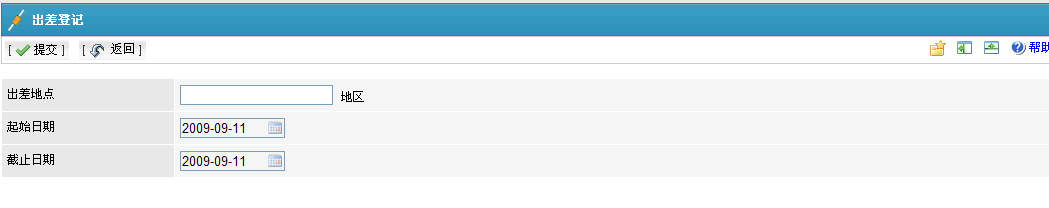 出差登记
[ 提交 ] [ 返回 ] 帮助
出差地点 地区
起始日期 2009-09-11
截止日期 2009-09-11